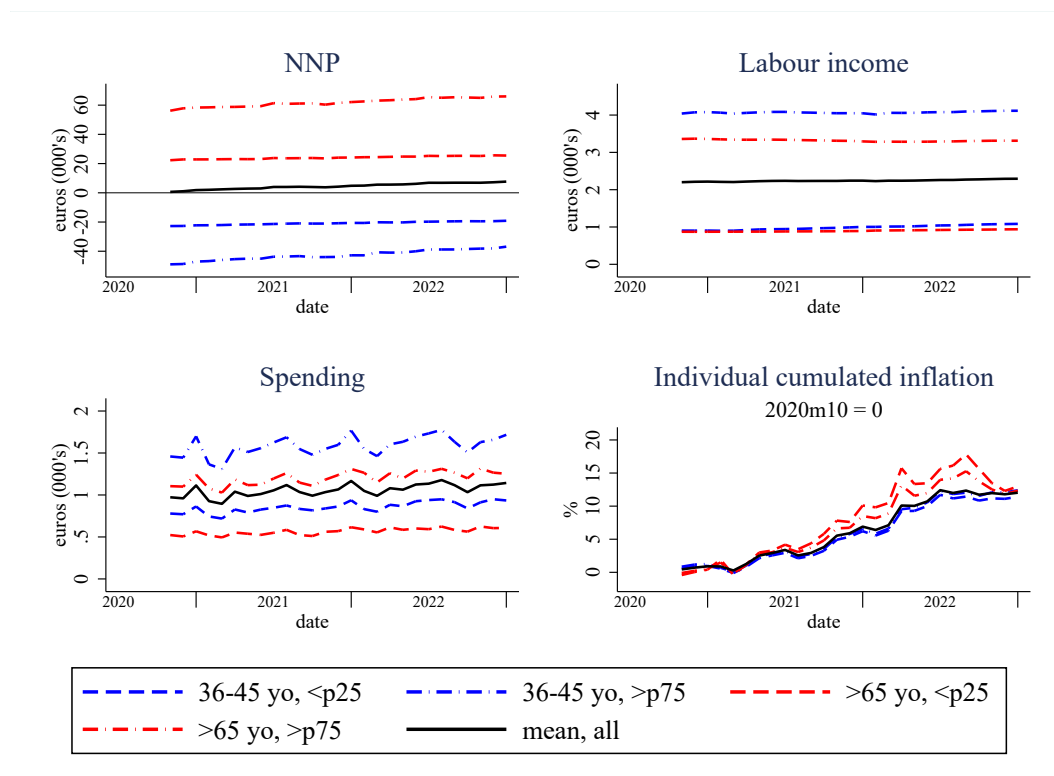 NNP
euros (000's)
60
40
20
0
-20
-40
2020
2021
2022
date
Labour income
euros (000's)
4
3
2
1
0
2020
2021
2022
date
Spending
euros (000's)
2
1.5
1
.5
0
2020
2021
2022
date
Individual cumulated inflation
2020m10 = 0
%
20
15
10
5
0
2020
2021
2022
date
36-45 yo, <p25
36-45 yo, >p75
>65 yo, <p25
>65 yo, >p75
mean, all